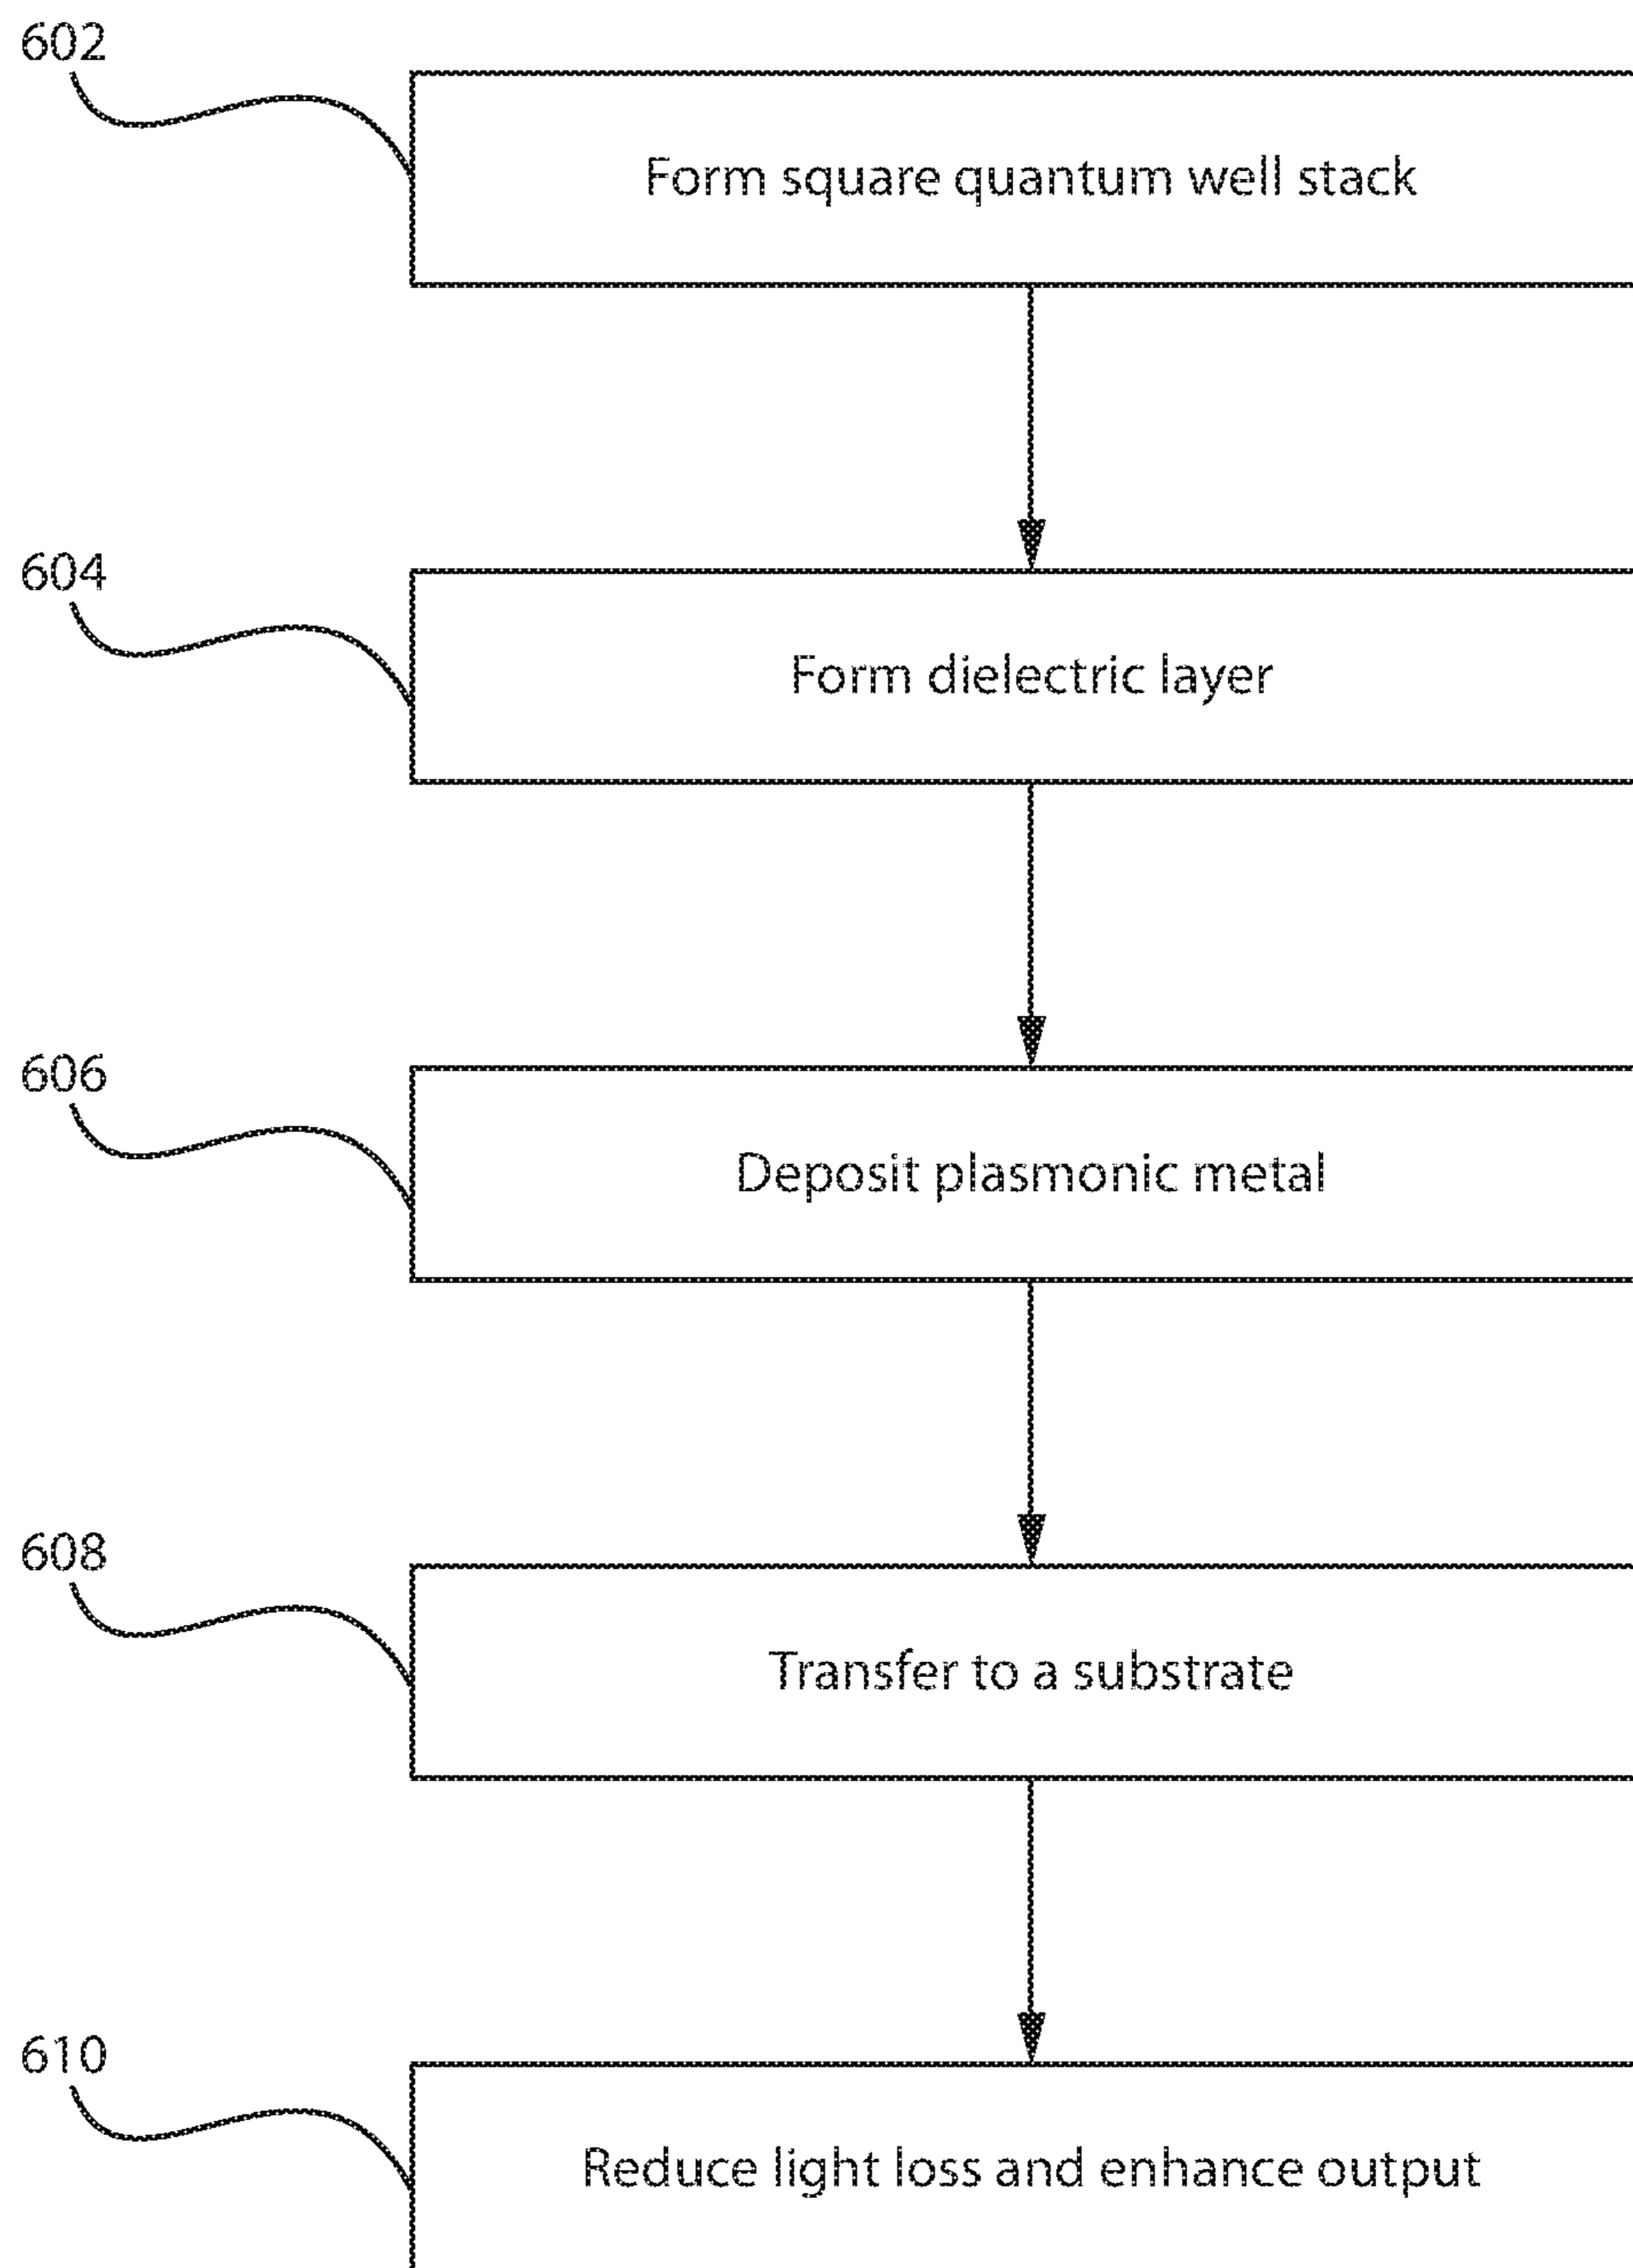 602
Form square quantum well stack
604
Form dielectric layer
606
Deposit plasmonic metal
608
Transfer to a substrate
610
Reduce light loss and enhance output